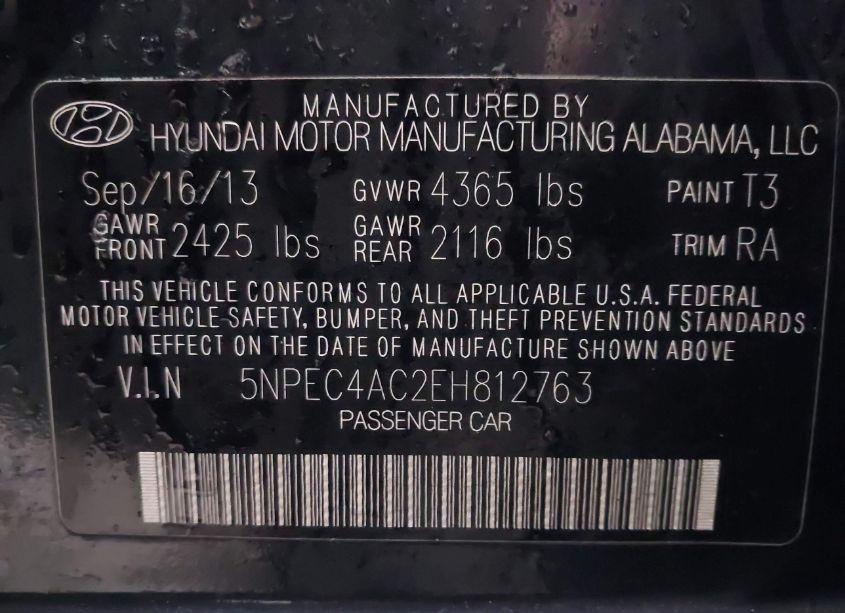 MANUFACTURED BY
HYUNDAI MOTOR MANUFACTURING ALABAMA, LLC
Sep/16/13 GVWR 4365 lbs PAINT T3
GAWR FRONT 2425 lbs GAWR REAR 2116 lbs TRIM RA
THIS VEHICLE CONFORMS TO ALL APPLICABLE U.S.A. FEDERAL
MOTOR VEHICLE SAFETY, BUMPER, AND THEFT PREVENTION STANDARDS
IN EFFECT ON THE DATE OF MANUFACTURE SHOWN ABOVE
V.I.N 5NPEC4AC2EH812763
PASSENGER CAR